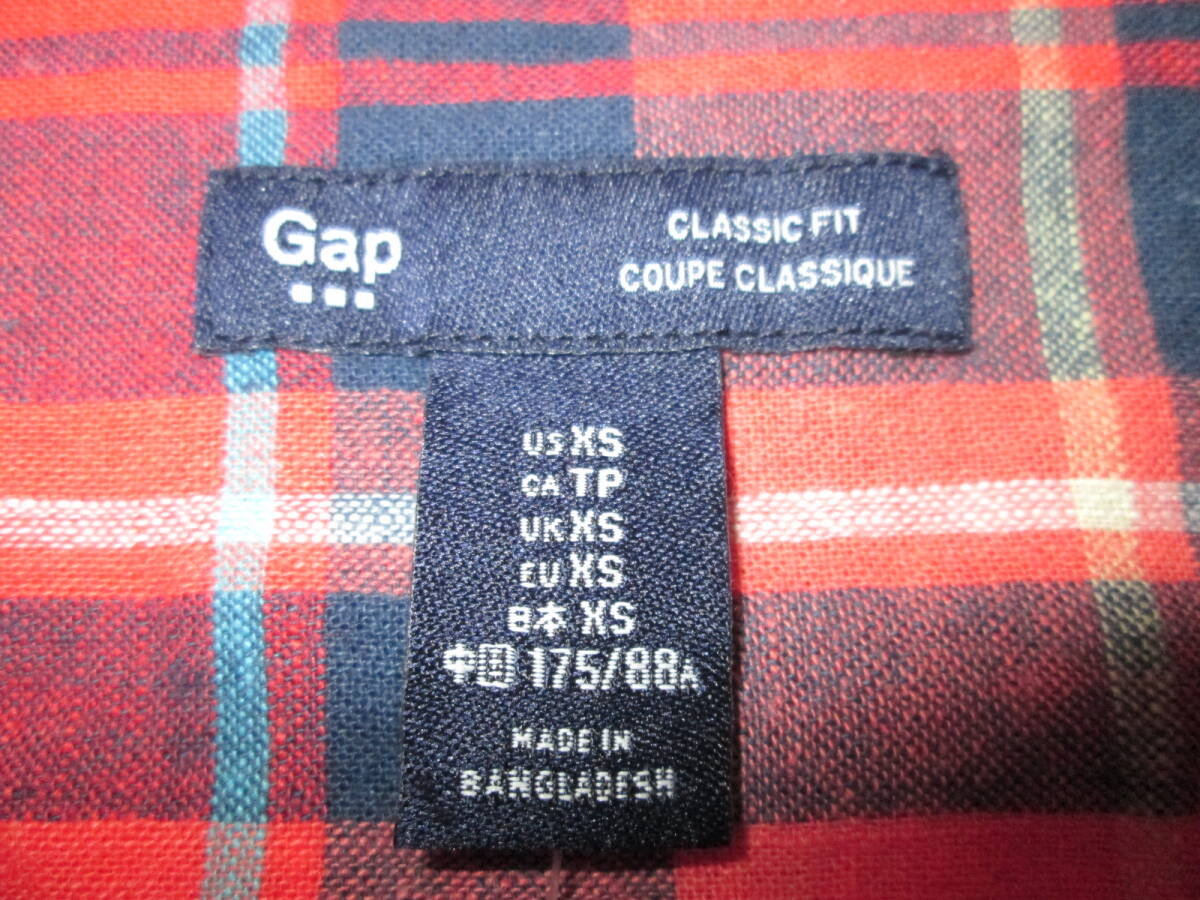 Gap
CLASSIC FIT
COUPE CLASSIQUE
US XS
CA TP
UK XS
EU XS
日本 XS
中国 175/88A
MADE IN
BANGLADESH